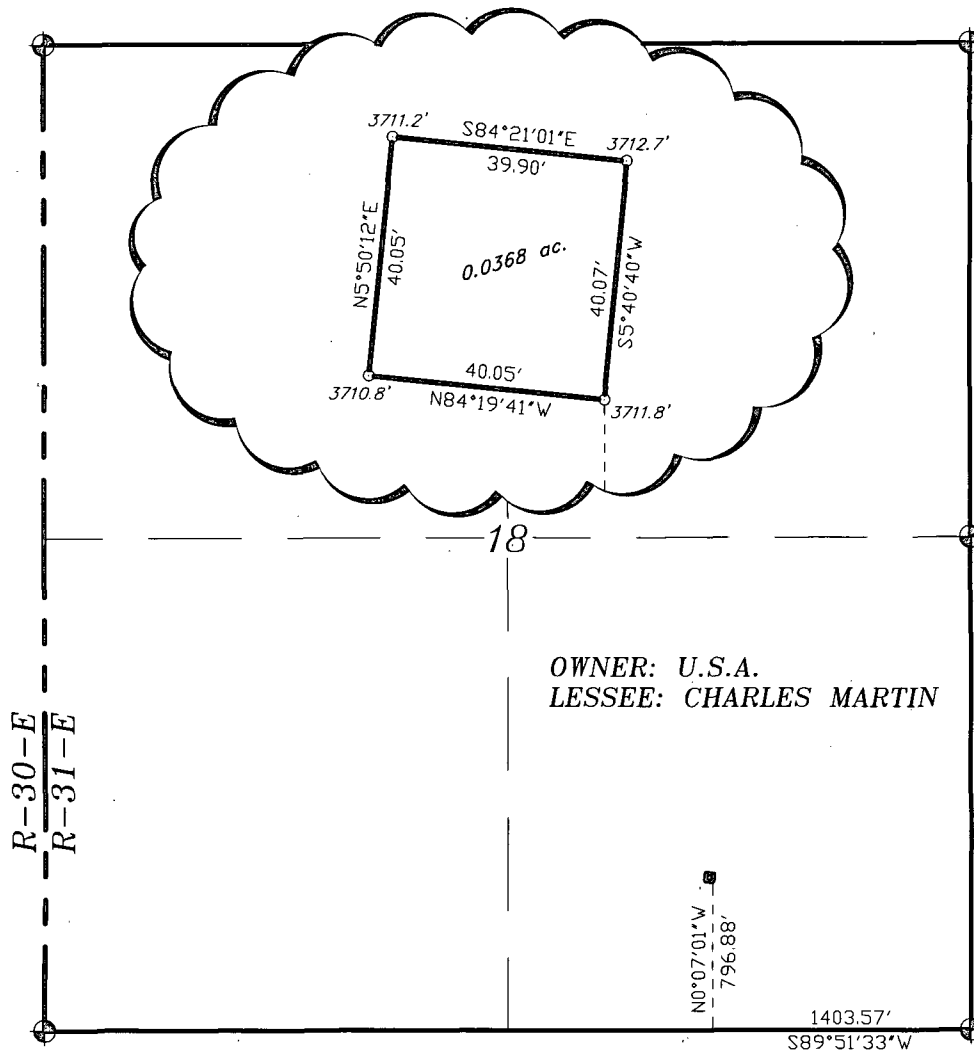 3711.2'
S84°21'01"E
3712.7'
39.90'
N5°50'12"E
40.05'
0.0368 ac.
40.07'
S5°40'40"W
40.05'
3710.8'
N84°19'41"W
3711.8'
18
OWNER: U.S.A.
LESSEE: CHARLES MARTIN
R-30-E
R-31-E
N0°07'01"W
796.88'
1403.57'
S89°51'33"W